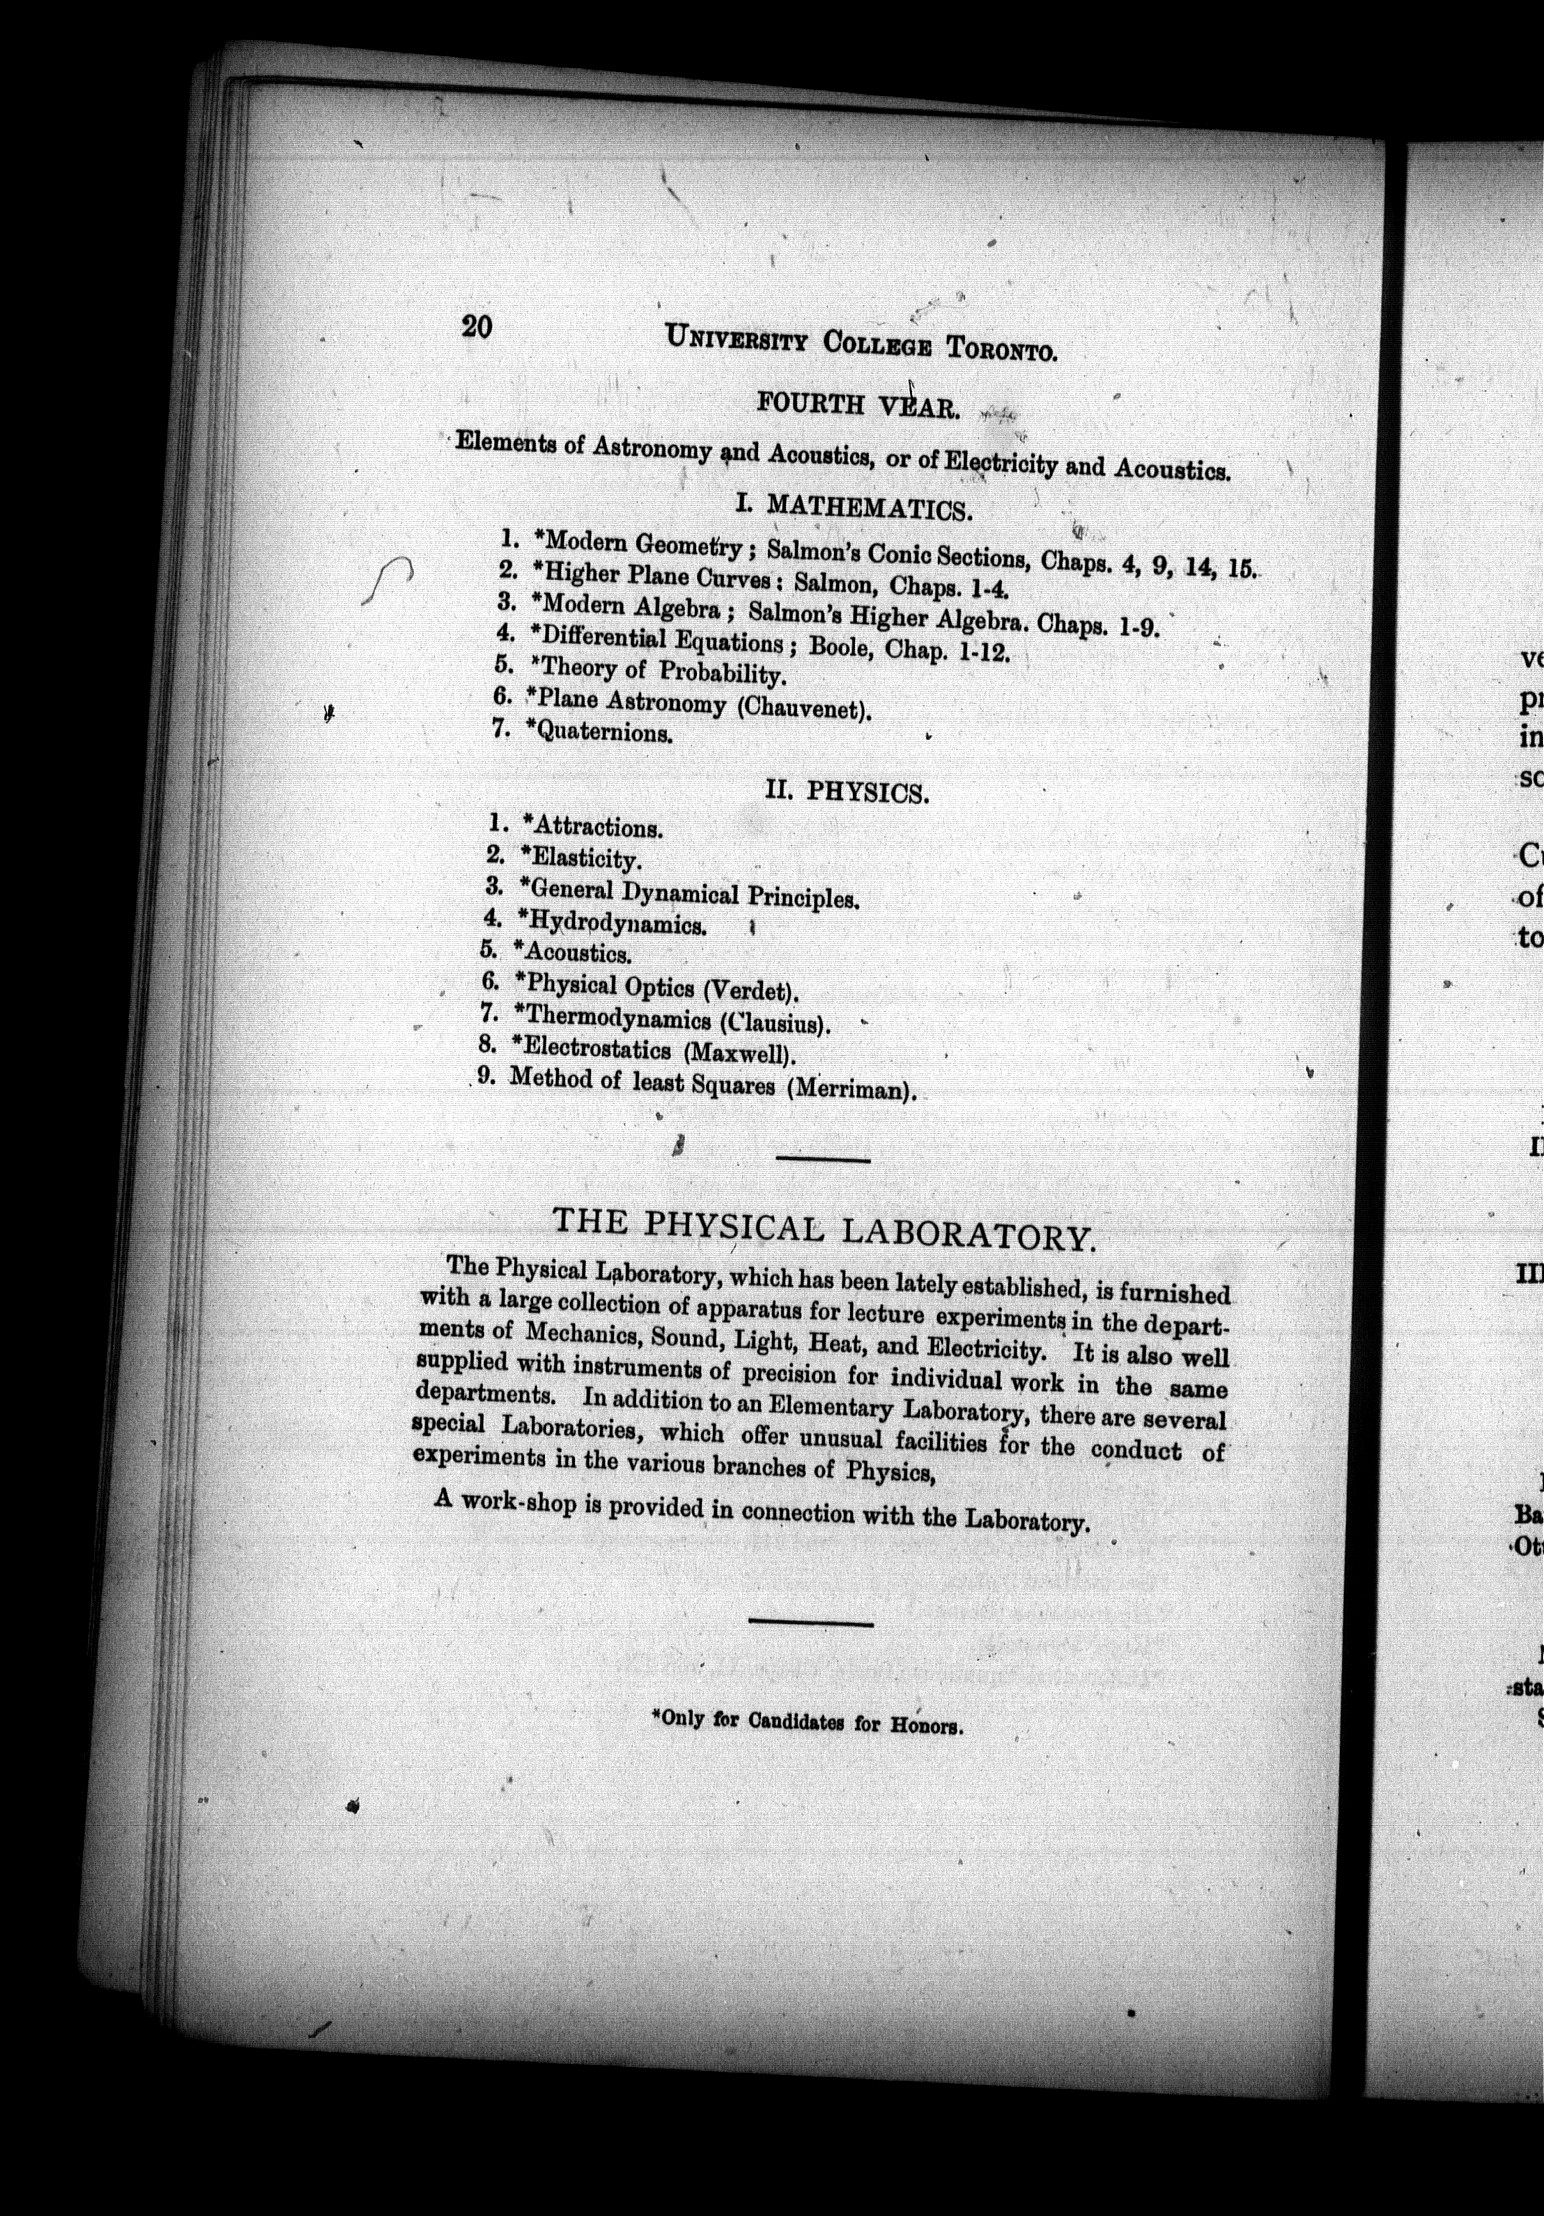 20
UNIVERSITY COLLEGE TORONTO.
FOURTH YEAR.
Elements of Astronomy and Acoustics, or of Electricity and Acoustics.
I. MATHEMATICS.
1. *Modern Geometry; Salmon's Conic Sections, Chaps. 4, 9, 14, 15.
2. *Higher Plane Curves: Salmon, Chaps. 1-4.
3. *Modern Algebra; Salmon's Higher Algebra. Chaps. 1-9.
4. *Differential Equations; Boole, Chap. 1-12.
5. *Theory of Probability.
6. *Plane Astronomy (Chauvenet).
7. *Quaternions.
II. PHYSICS.
1. *Attractions.
2. *Elasticity.
3. *General Dynamical Principles.
4. *Hydrodynamics.
5. *Acoustics.
6. *Physical Optics (Verdet).
7. *Thermodynamics (Clausius).
8. *Electrostatics (Maxwell).
9. Method of least Squares (Merriman).
THE PHYSICAL LABORATORY.
The Physical Laboratory, which has been lately established, is furnished
with a large collection of apparatus for lecture experiments in the depart-
ments of Mechanics, Sound, Light, Heat, and Electricity. It is also well
supplied with instruments of precision for individual work in the same
departments. In addition to an Elementary Laboratory, there are several
special Laboratories, which offer unusual facilities for the conduct of
experiments in the various branches of Physics,
A work-shop is provided in connection with the Laboratory.
*Only for Candidates for Honors.